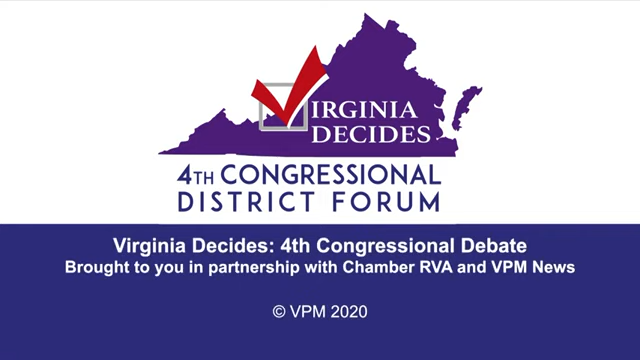 VIRGINIA
DECIDES
4TH CONGRESSIONAL
DISTRICT FORUM
Virginia Decides: 4th Congressional Debate
Brought to you in partnership with Chamber RVA and VPM News
© VPM 2020